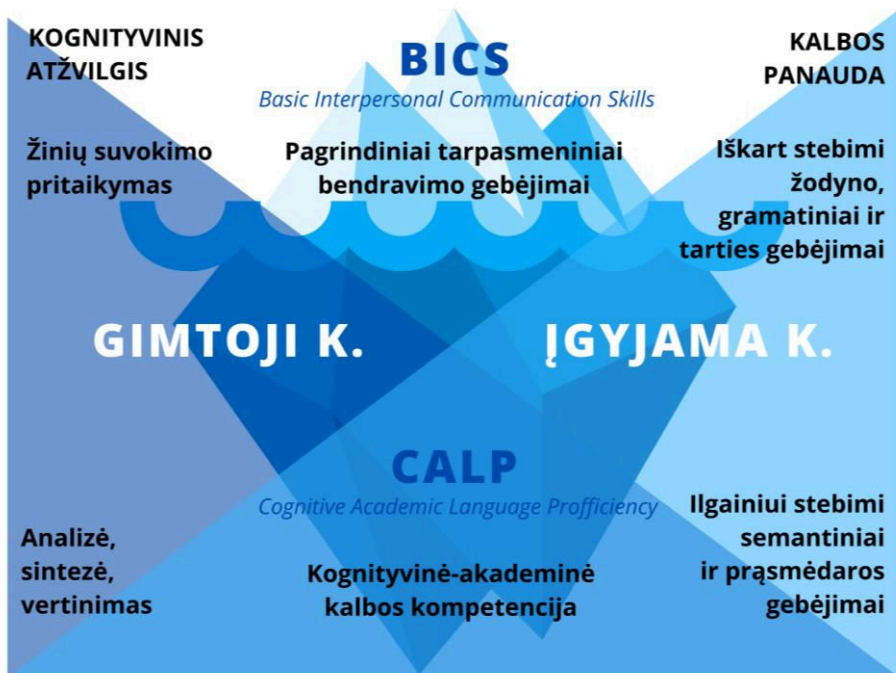 KOGNITYVINIS
ATŽVILGIS
BICS
Basic Interpersonal Communication Skills
KALBOS
PANAUDA
Žinių suvokimo
pritaikymas
Pagrindiniai tarpasmeniniai
bendravimo gebėjimai
Iškart stebimi
žodyno,
gramatiniai ir
tarties gebėjimai
GIMTOJI K.
ĮGYJAMA K.
CALP
Cognitive Academic Language Profficiency
Analizė,
sintezė,
vertinimas
Kognityvinė-akademinė
kalbos kompetencija
Ilgainiui stebimi
semantiniai
ir prąsmėdaros
gebėjimai